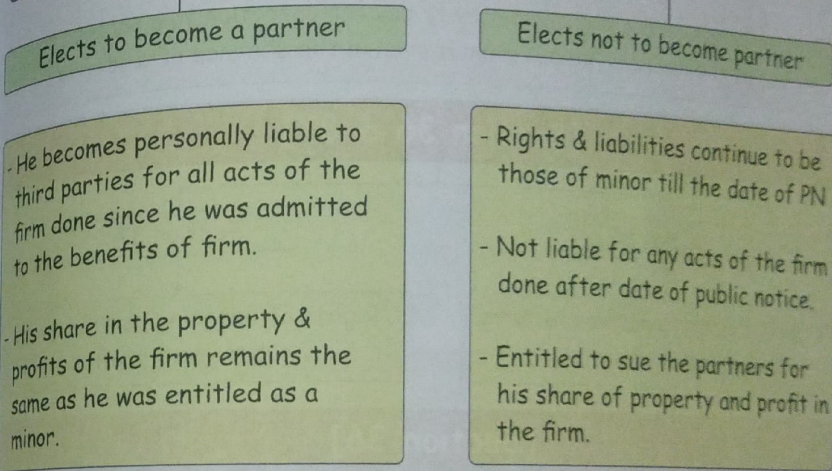 Elects to become a partner
- He becomes personally liable to
third parties for all acts of the
firm done since he was admitted
to the benefits of firm.
- His share in the property &
profits of the firm remains the
same as he was entitled as a
minor.
Elects not to become partner
- Rights & liabilities continue to be
those of minor till the date of PN
- Not liable for any acts of the firm
done after date of public notice.
- Entitled to sue the partners for
his share of property and profit in
the firm.